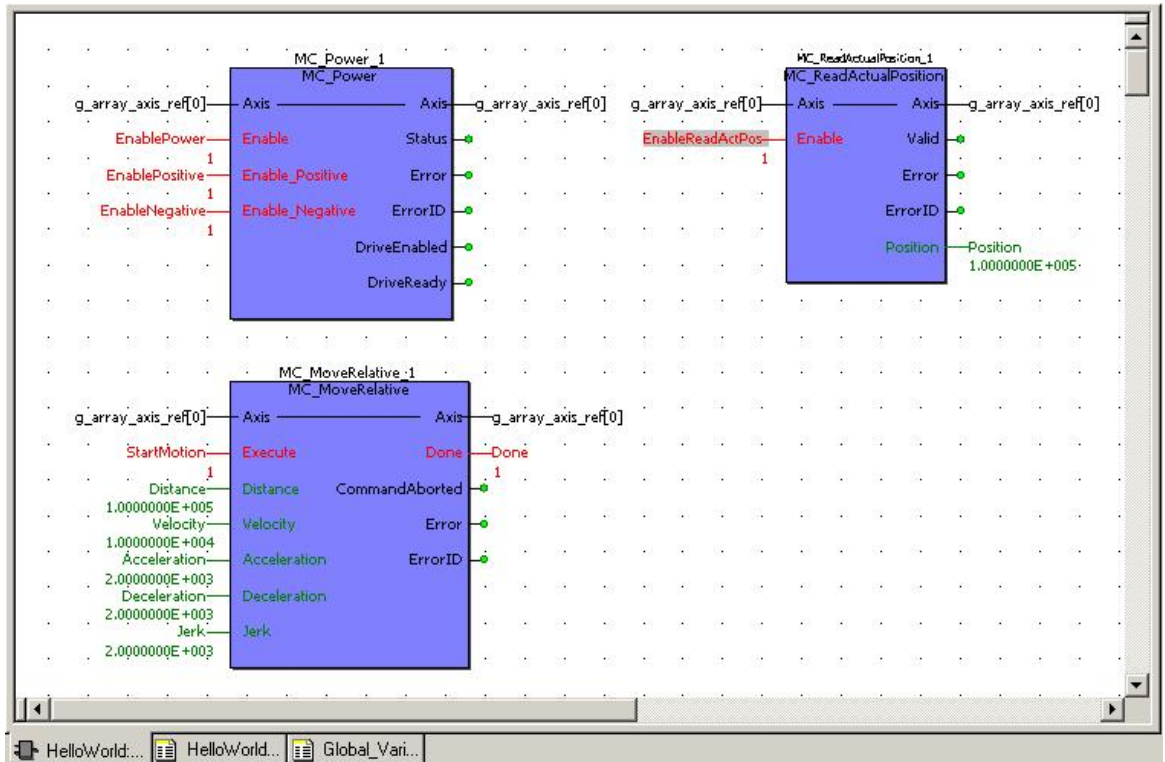 MC_Power_1
MC_Power
g_array_axis_ref[0] Axis Axis g_array_axis_ref[0]
EnablePower Enable Status
1
EnablePositive Enable_Positive Error
1
EnableNegative Enable_Negative ErrorID
1
DriveEnabled
DriveReady
MC_ReadActualPosition_1
MC_ReadActualPosition
g_array_axis_ref[0] Axis Axis g_array_axis_ref[0]
EnableReadActPos Enable Valid
1
Error
ErrorID
Position Position
1.0000000E+005
MC_MoveRelative_1
MC_MoveRelative
g_array_axis_ref[0] Axis Axis g_array_axis_ref[0]
StartMotion Execute Done Done
1 1
Distance Distance CommandAborted
1.0000000E+005
Velocity Velocity Error
1.0000000E+004
Acceleration Acceleration ErrorID
2.0000000E+003
Deceleration Deceleration
2.0000000E+003
Jerk Jerk
2.0000000E+003
HelloWorld:... HelloWorld... Global_Vari...